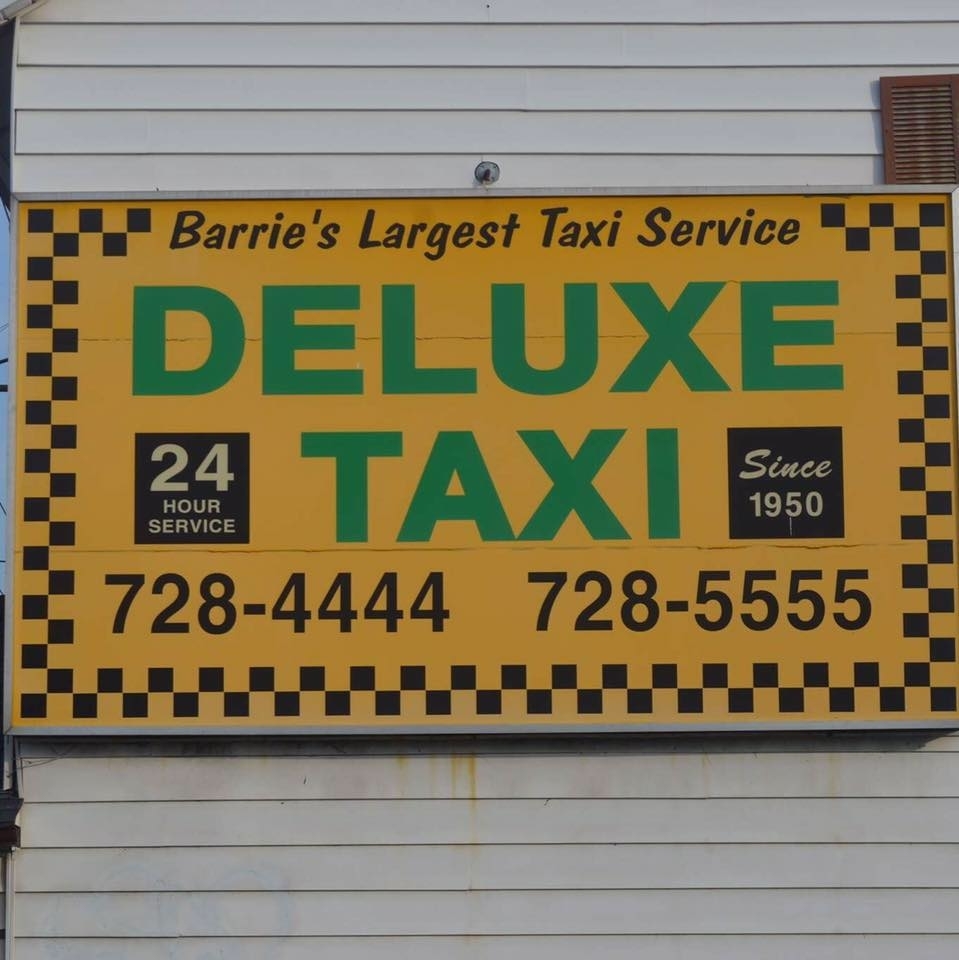 Barrie's Largest Taxi Service
DELUXE
TAXI
24
HOUR
SERVICE
Since
1950
728-4444 728-5555